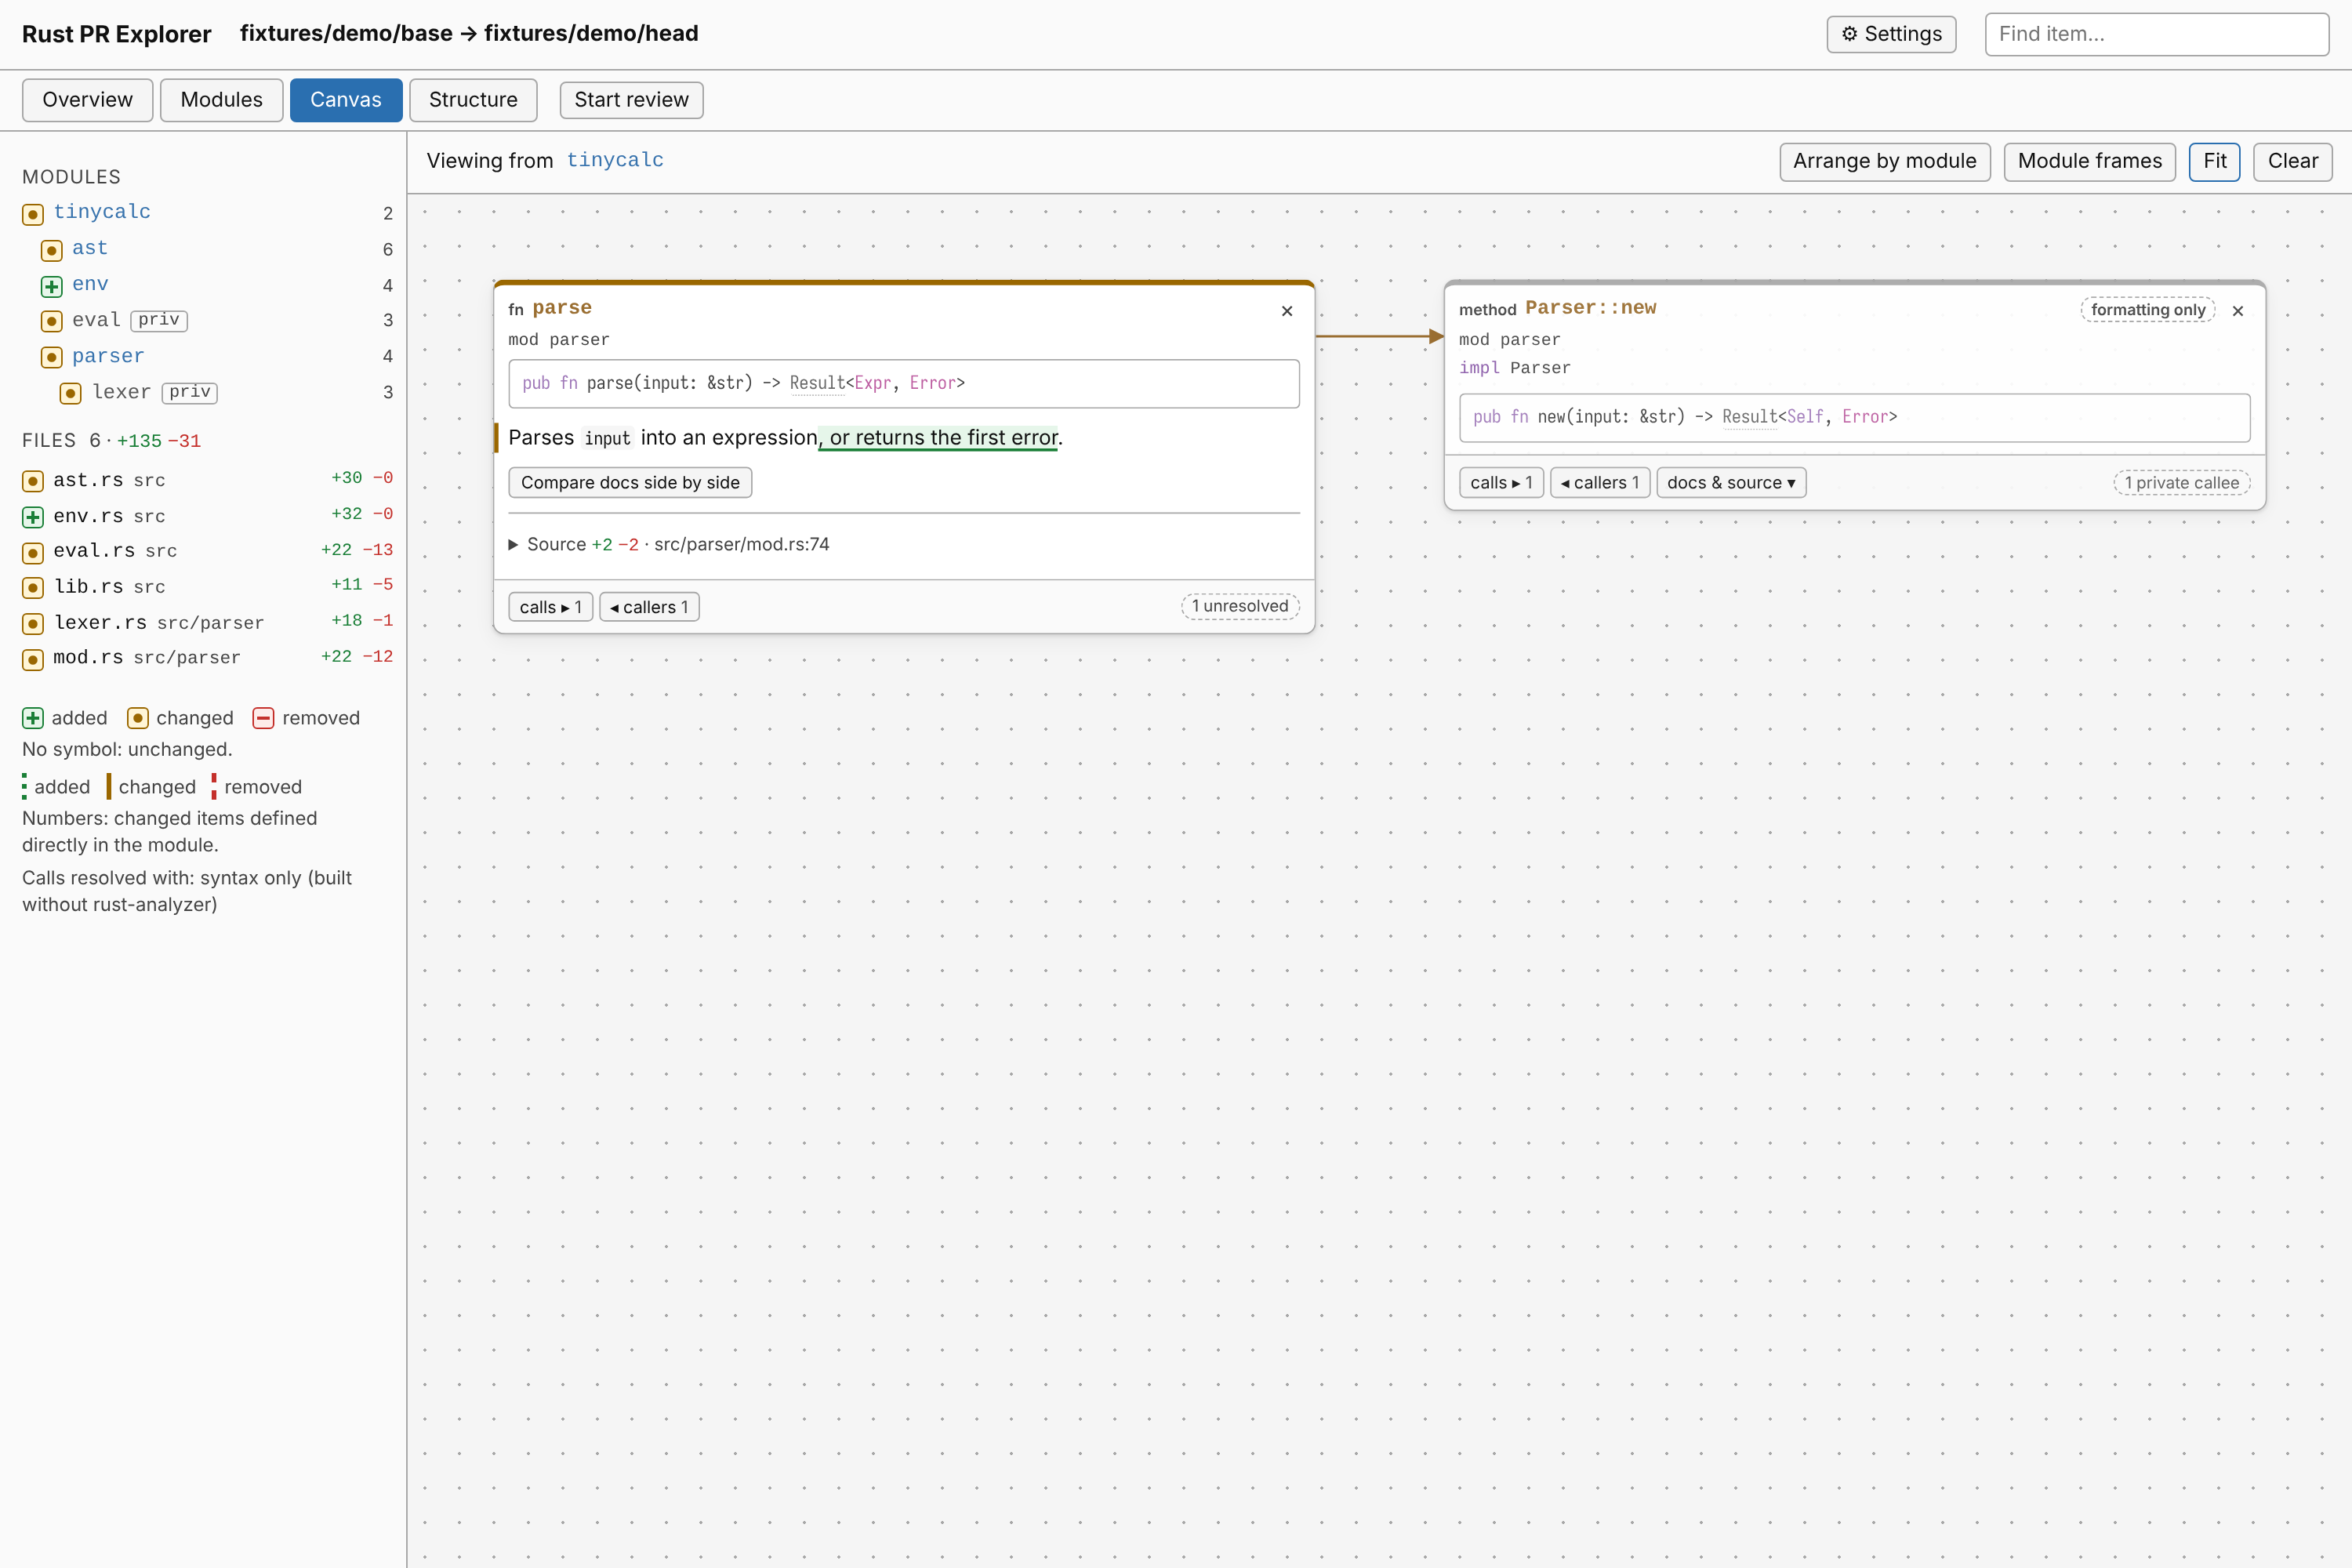 Rust PR Explorer fixtures/demo/base → fixtures/demo/head ⚙ Settings Find item...
Overview Modules Canvas Structure Start review
Viewing from tinycalc Arrange by module Module frames Fit Clear
MODULES
tinycalc 2
ast 6
env 4
eval priv 3
parser 4
lexer priv 3
FILES 6 · +135 −31
ast.rs src +30 −0
env.rs src +32 −0
eval.rs src +22 −13
lib.rs src +11 −5
lexer.rs src/parser +18 −1
mod.rs src/parser +22 −12
added changed removed
No symbol: unchanged.
added changed removed
Numbers: changed items defined
directly in the module.
Calls resolved with: syntax only (built
without rust-analyzer)
fn parse ×
mod parser
pub fn parse(input: &str) -> Result<Expr, Error>
Parses input into an expression, or returns the first error.
Compare docs side by side
▶ Source +2 −2 · src/parser/mod.rs:74
calls ▸ 1 ◂ callers 1 1 unresolved
method Parser::new formatting only ×
mod parser
impl Parser
pub fn new(input: &str) -> Result<Self, Error>
calls ▸ 1 ◂ callers 1 docs & source ▾ 1 private callee